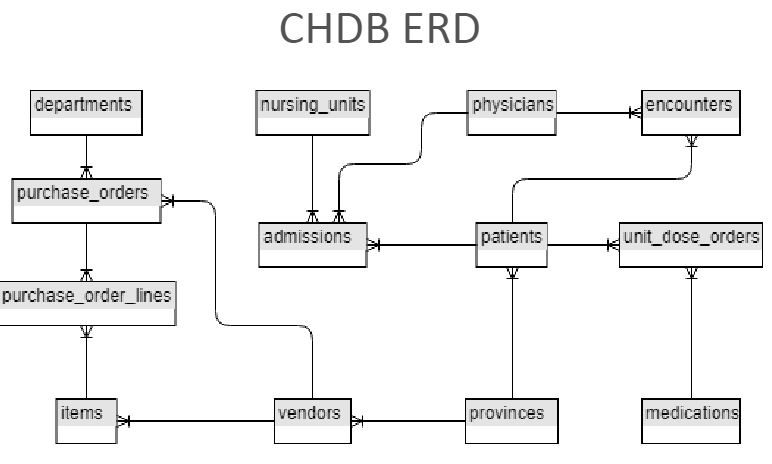 CHDB ERD
departments
nursing_units
physicians
encounters
purchase_orders
admissions
patients
unit_dose_orders
purchase_order_lines
items
vendors
provinces
medications